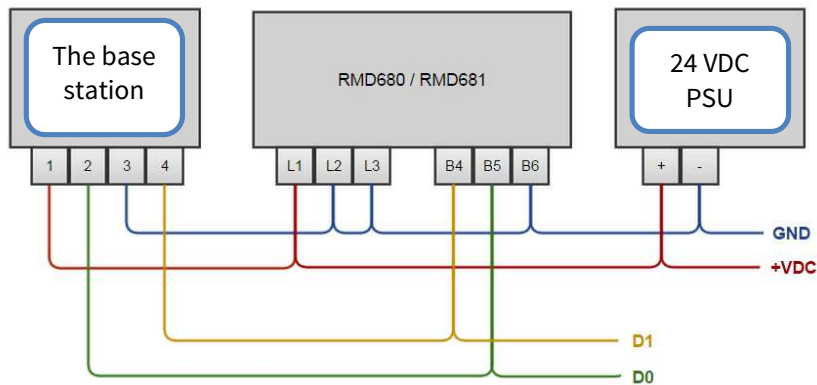 The base
station
RMD680 / RMD681
24 VDC
PSU
1 2 3 4 L1 L2 L3 B4 B5 B6 + -
GND
+VDC
D1
D0